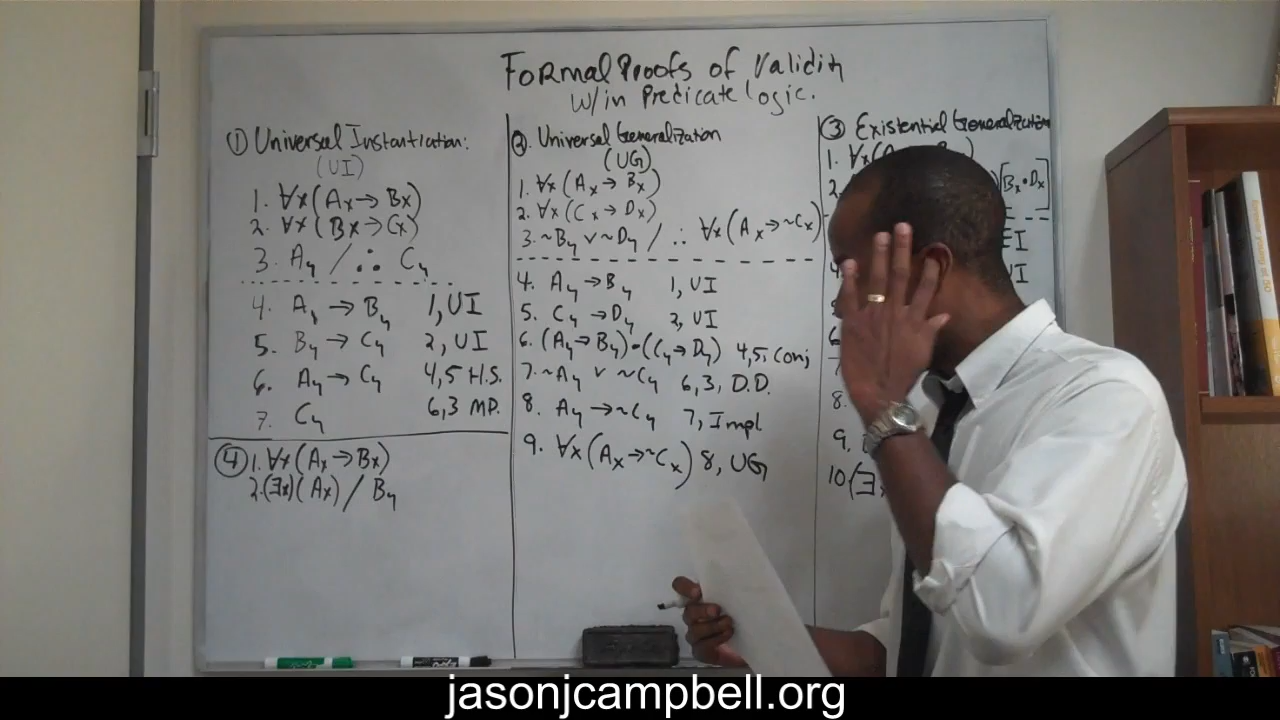 Formal Proofs of Validity
w/in Predicate logic.
① Universal Instantiation:
(UI)
1. ∀x(Ax→Bx)
2. ∀x(Bx→Cx)
3. Ay / ∴ Cy
4. Ay → By 1, UI
5. By → Cy 2, UI
6. Ay → Cy 4,5 H.S.
7. Cy 6,3 MP.
④ 1. ∀x(Ax→Bx)
2.(∃x)(Ax) / By
②. Universal Generalization
(UG)
1. ∀x(Ax→Bx)
2. ∀x(Cx→Dx)
3. ~By v ~Dy / ∴ ∀x(Ax→~Cx)
4. Ay→By 1, UI
5. Cy →Dy 2, UI
6. (Ay→By)•(Cy→Dy) 4,5, Conj
7. ~Ay v ~Cy 6,3, D.D.
8. Ay →~Cy 7, Impl
9. ∀x(Ax→~Cx) 8, UG
③ Existential Generalization
1. ∀x(A
2. [Bx•Dx]
EI
4. UI
6
8.
9.
10(∃
jasonjcampbell.org